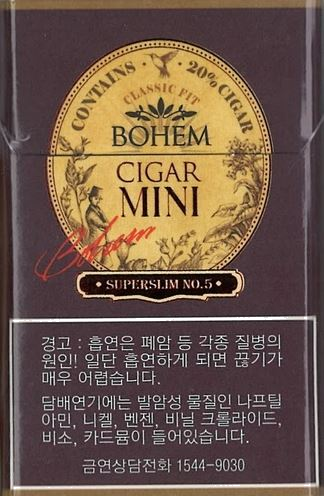 CONTAINS 20% CIGAR
CLASSIC FIT
BOHEM
CIGAR
MINI
Bohem
SUPERSLIM NO.5
경고 : 흡연은 폐암 등 각종 질병의
원인! 일단 흡연하게 되면 끊기가
매우 어렵습니다.
담배연기에는 발암성 물질인 나프틸
아민, 니켈, 벤젠, 비닐 크롤라이드,
비소, 카드뮴이 들어있습니다.
금연상담전화 1544-9030